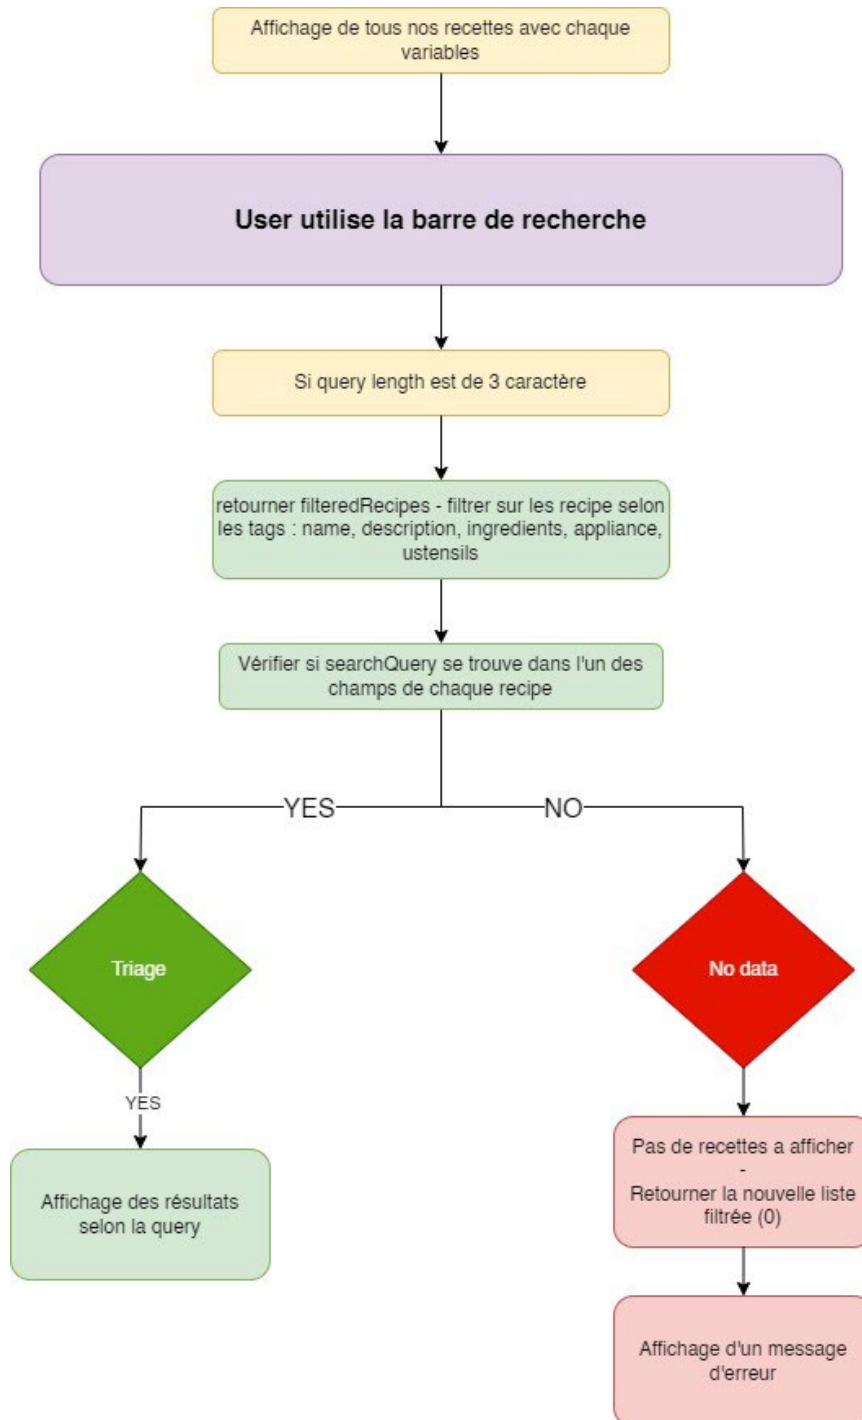 Affichage de tous nos recettes avec chaque
variables
User utilise la barre de recherche
Si query length est de 3 caractère
retourner filteredRecipes - filtrer sur les recipe selon
les tags : name, description, ingredients, appliance,
ustensils
Vérifier si searchQuery se trouve dans l'un des
champs de chaque recipe
YES
NO
Triage
No data
YES
Affichage des résultats
selon la query
Pas de recettes a afficher
-
Retourner la nouvelle liste
filtrée (0)
Affichage d'un message
d'erreur